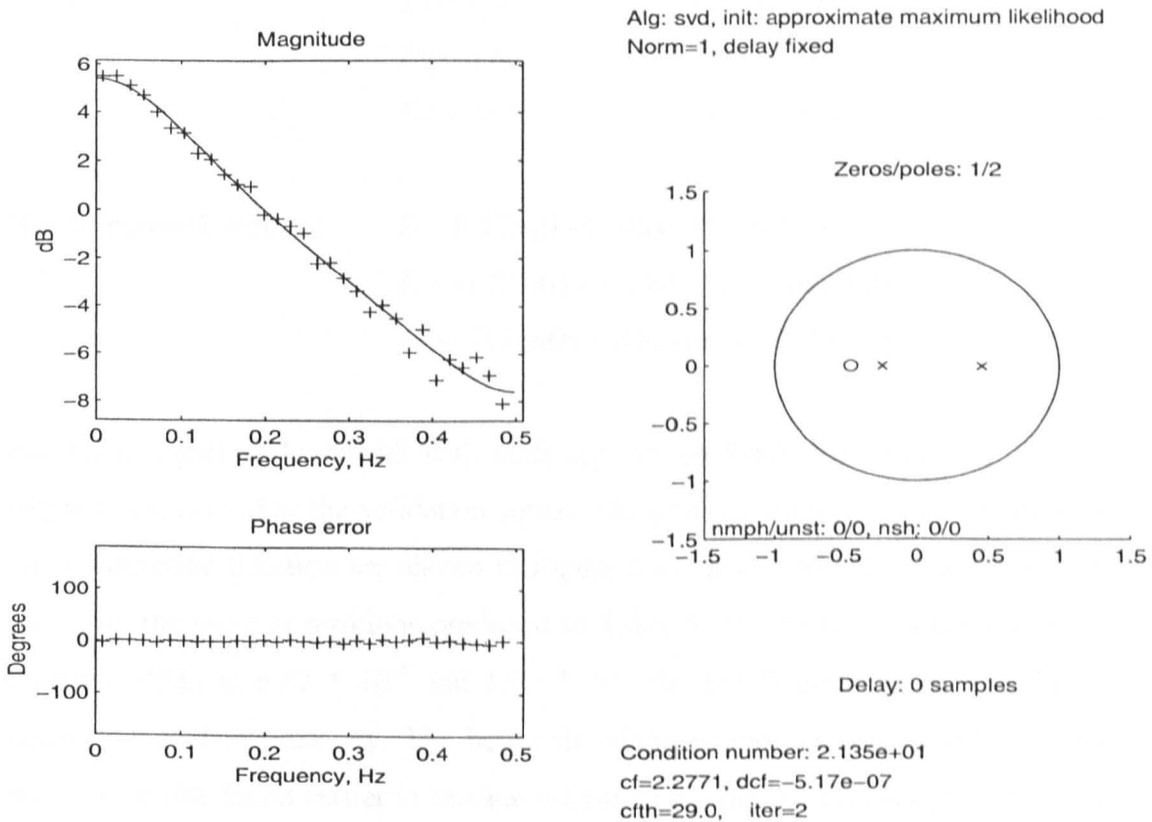 Alg: svd, init: approximate maximum likelihood
Norm=1, delay fixed
Magnitude
6
4
2
0
−2
−4
−6
−8
dB
0 0.1 0.2 0.3 0.4 0.5
Frequency, Hz
Zeros/poles: 1/2
1.5
1
0.5
0
−0.5
−1
−1.5
nmph/unst: 0/0, nsh: 0/0
−1.5 −1 −0.5 0 0.5 1 1.5
Phase error
100
0
−100
Degrees
0 0.1 0.2 0.3 0.4 0.5
Frequency, Hz
Delay: 0 samples
Condition number: 2.135e+01
cf=2.2771, dcf=−5.17e−07
cfth=29.0, iter=2